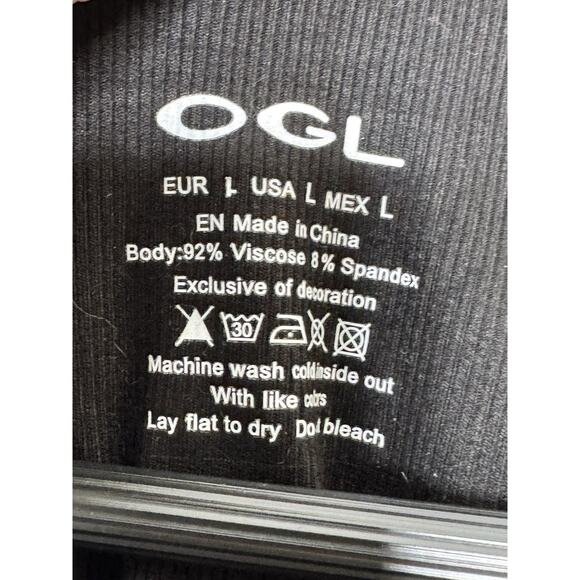 OGL
EUR L USA L MEX L
EN Made in China
Body:92% Viscose 8% Spandex
Exclusive of decoration
30
Machine wash cold inside out
With like colors
Lay flat to dry Do bleach